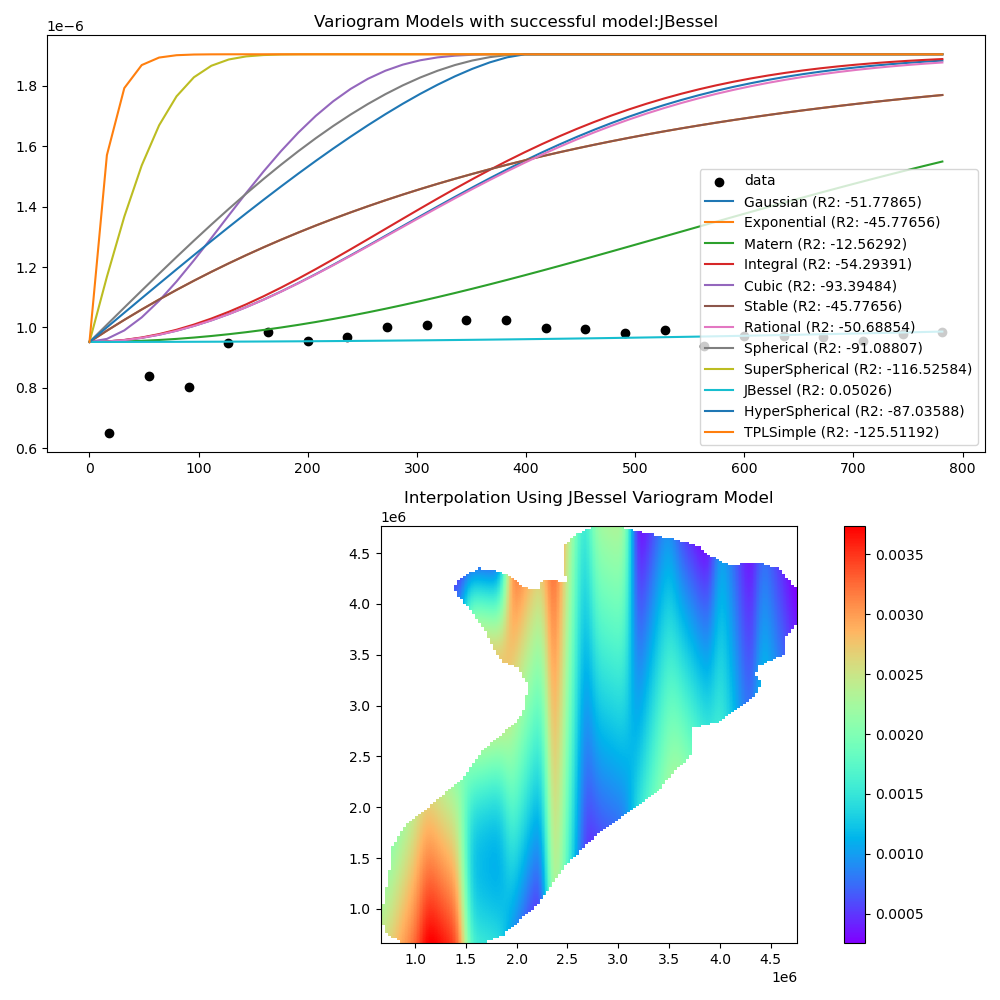 Variogram Models with successful model:JBessel
1e−6
1.8
1.6
1.4
1.2
1.0
0.8
0.6
0 100 200 300 400 500 600 700 800
data
Gaussian (R2: -51.77865)
Exponential (R2: -45.77656)
Matern (R2: -12.56292)
Integral (R2: -54.29391)
Cubic (R2: -93.39484)
Stable (R2: -45.77656)
Rational (R2: -50.68854)
Spherical (R2: -91.08807)
SuperSpherical (R2: -116.52584)
JBessel (R2: 0.05026)
HyperSpherical (R2: -87.03588)
TPLSimple (R2: -125.51192)
Interpolation Using JBessel Variogram Model
1e6
4.5
4.0
3.5
3.0
2.5
2.0
1.5
1.0
1.0 1.5 2.0 2.5 3.0 3.5 4.0 4.5
1e6
0.0035
0.0030
0.0025
0.0020
0.0015
0.0010
0.0005